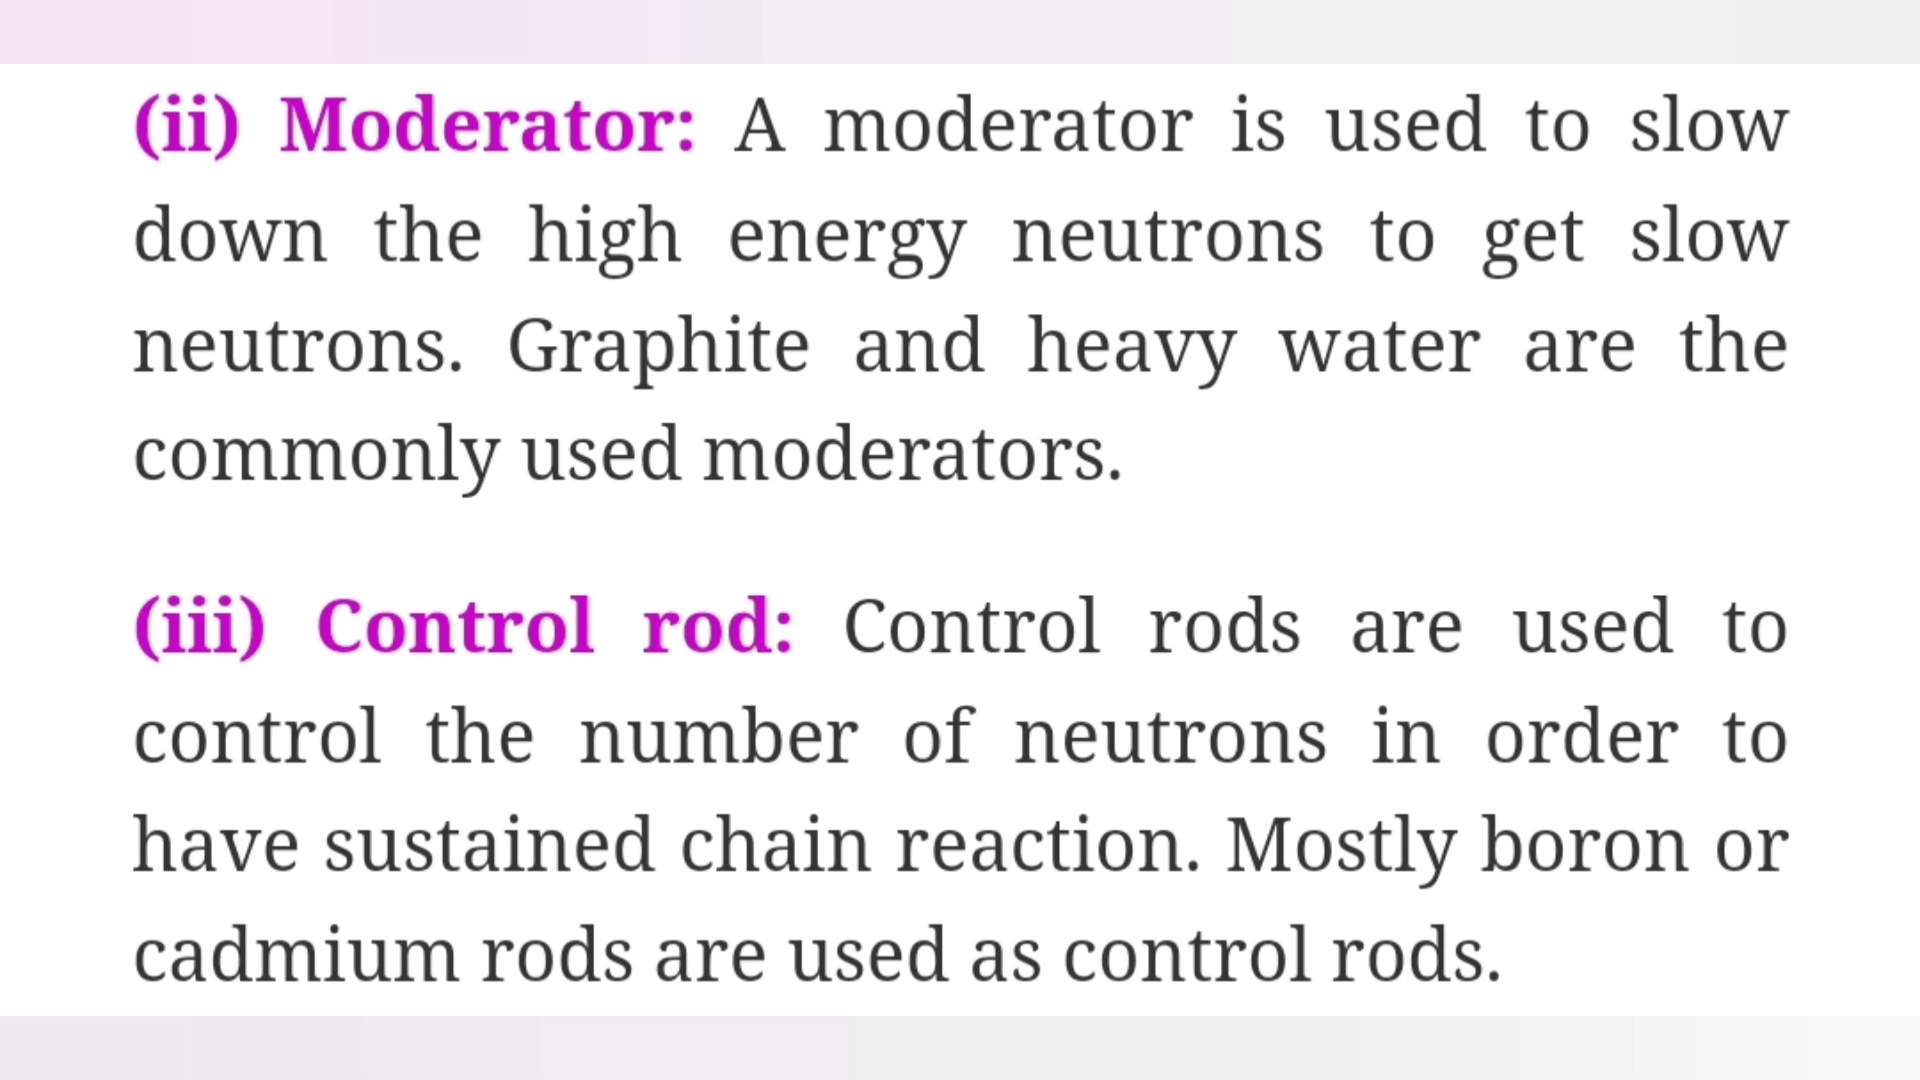 (ii) Moderator: A moderator is used to slow
down the high energy neutrons to get slow
neutrons. Graphite and heavy water are the
commonly used moderators.
(iii) Control rod: Control rods are used to
control the number of neutrons in order to
have sustained chain reaction. Mostly boron or
cadmium rods are used as control rods.